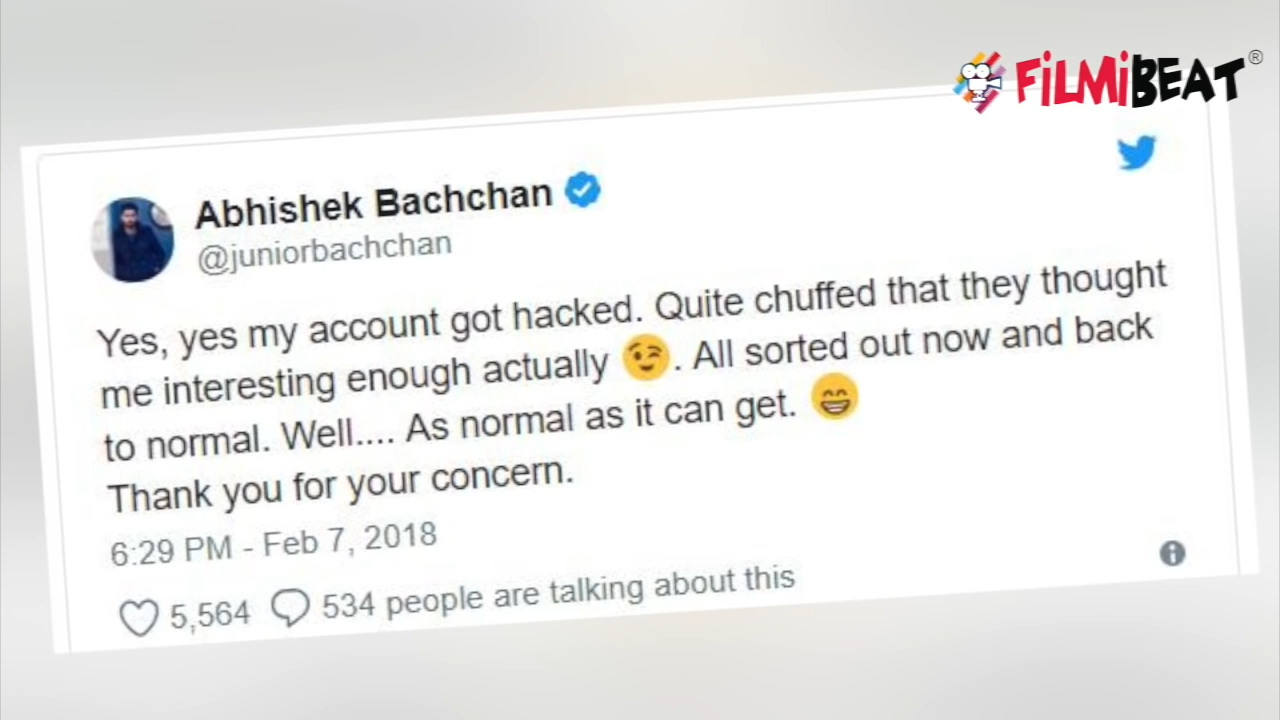 FiLMiBEAT®
Abhishek Bachchan
@juniorbachchan
Yes, yes my account got hacked. Quite chuffed that they thought
me interesting enough actually 😉. All sorted out now and back
to normal. Well.... As normal as it can get. 😄
Thank you for your concern.
6:29 PM - Feb 7, 2018
5,564 534 people are talking about this